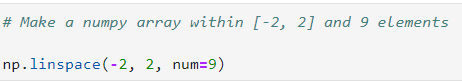 # Make a numpy array within [-2, 2] and 9 elements
np.linspace(-2, 2, num=9)